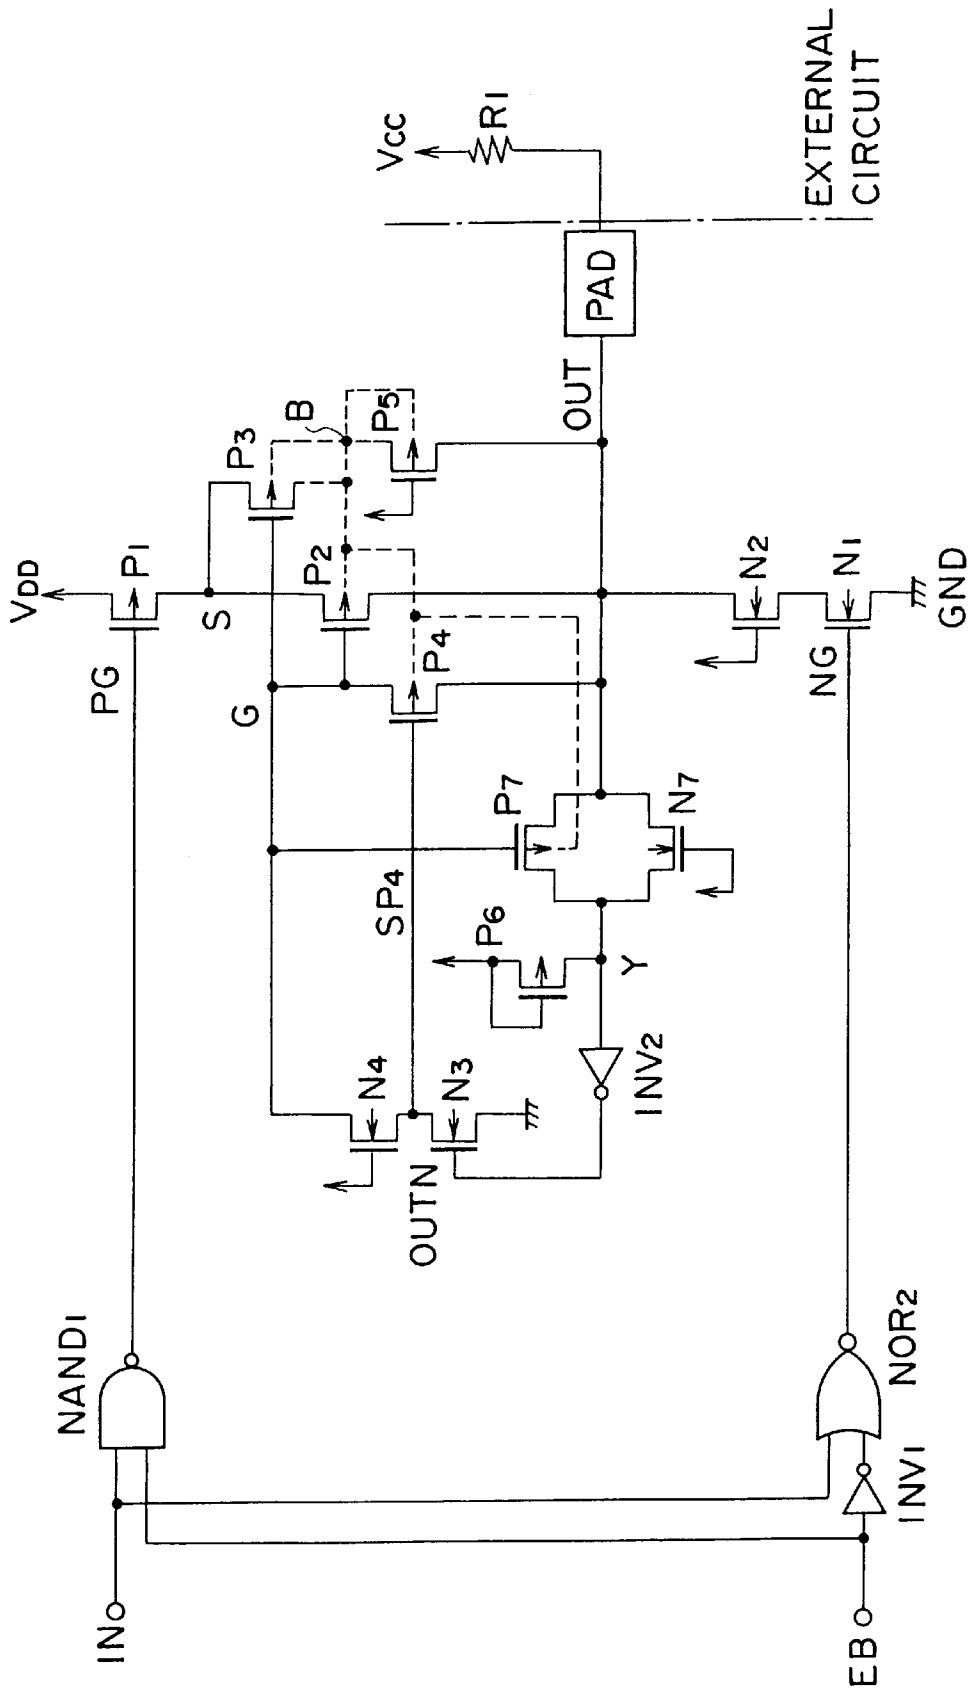 IN
EB
NAND1
INV1
NOR2
PG
NG
VDD
P1
S
G
P2
P3
B
P5
P4
SP4
N4
N3
OUTN
INV2
P6
Y
P7
N7
N2
N1
GND
OUT
PAD
VCC
R1
EXTERNAL
CIRCUIT